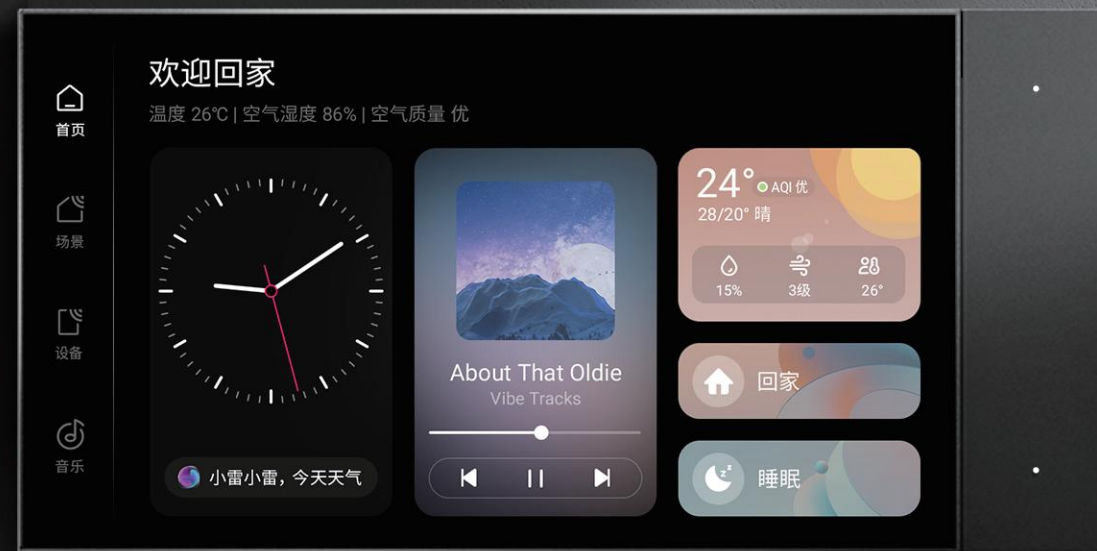 欢迎回家
温度 26℃ | 空气湿度 86% | 空气质量 优
首页
场景
设备
音乐
小雷小雷，今天天气
About That Oldie
Vibe Tracks
24° AQI 优
28/20° 晴
15% 3级 26°
回家
z z
睡眠